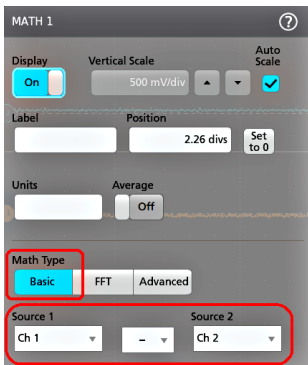 MATH 1 ?
Auto
Display Vertical Scale Scale
On 500 mV/div
Label Position
2.26 divs Set
to 0
Units Average
Off
Math Type
Basic FFT Advanced
Source 1 Source 2
Ch 1 - Ch 2